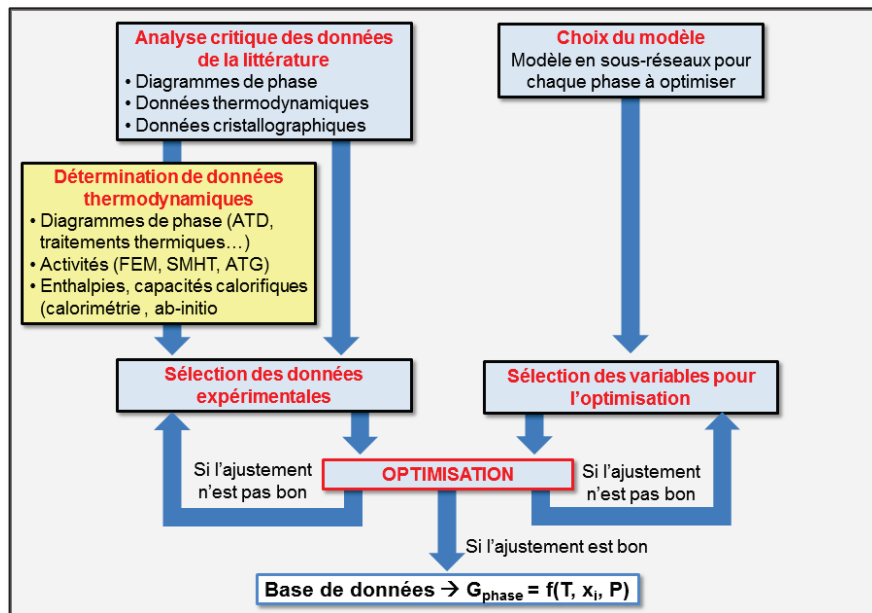 Analyse critique des données
de la littérature
• Diagrammes de phase
• Données thermodynamiques
• Données cristallographiques
Choix du modèle
Modèle en sous-réseaux pour
chaque phase à optimiser
Détermination de données
thermodynamiques
• Diagrammes de phase (ATD,
traitements thermiques…)
• Activités (FEM, SMHT, ATG)
• Enthalpies, capacités calorifiques
(calorimétrie , ab-initio
Sélection des données
expérimentales
Sélection des variables pour
l’optimisation
Si l’ajustement
n’est pas bon
OPTIMISATION
Si l’ajustement
n’est pas bon
Si l’ajustement est bon
Base de données → Gphase = f(T, xi, P)